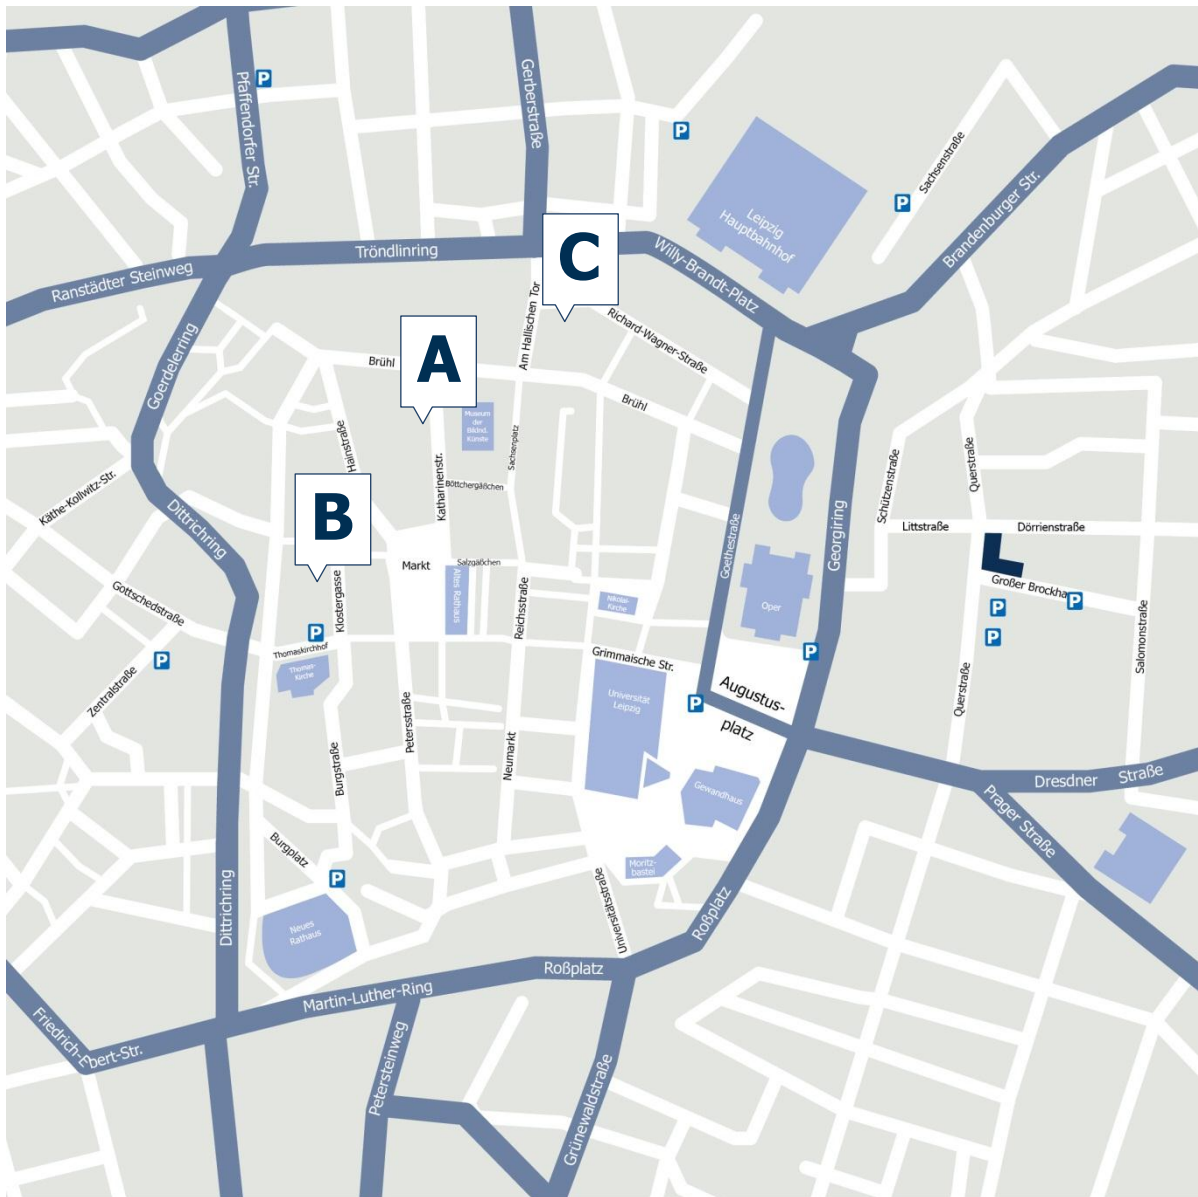 Pfaffendorfer Str.
P
Gerberstraße
P
Sachsenstraße
P
Brandenburger Str.
Leipzig
Hauptbahnhof
Ranstädter Steinweg
Tröndlinring
C
Willy-Brandt-Platz
Am Hallischen Tor
Richard-Wagner-Straße
Goerdelerring
Brühl
A
Brühl
Museum
der
Bildnd.
Künste
Sachsenplatz
Hainstraße
Katharinenstr.
Böttchergäßchen
Käthe-Kollwitz-Str.
Dittrichring
B
Goethestraße
Georgiring
Schützenstraße
Querstraße
Littstraße
Dörrienstraße
Markt
Salzgäßchen
Altes Rathaus
Reichsstraße
Nikolai-
Kirche
Oper
Großer Brockha
P
P
P
Gottschedstraße
Klostergasse
P
Thomaskirchhof
Thomas-
Kirche
P
Zentralstraße
Grimmaische Str.
P
Universität
Leipzig
P
Augustus-
platz
Salomonstraße
Querstraße
Petersstraße
Burgstraße
Neumarkt
Gewandhaus
Dresdner Straße
Prager Straße
Burgplatz
P
Moritz-
bastei
Universitätsstraße
Roßplatz
Dittrichring
Neues
Rathaus
Roßplatz
Martin-Luther-Ring
Friedrich-Ebert-Str.
Petersteinweg
Grünewaldstraße